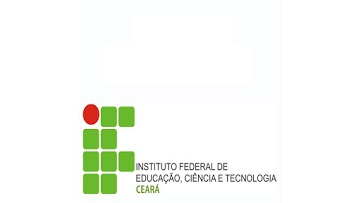 INSTITUTO FEDERAL DE
EDUCAÇÃO, CIÊNCIA E TECNOLOGIA
CEARÁ